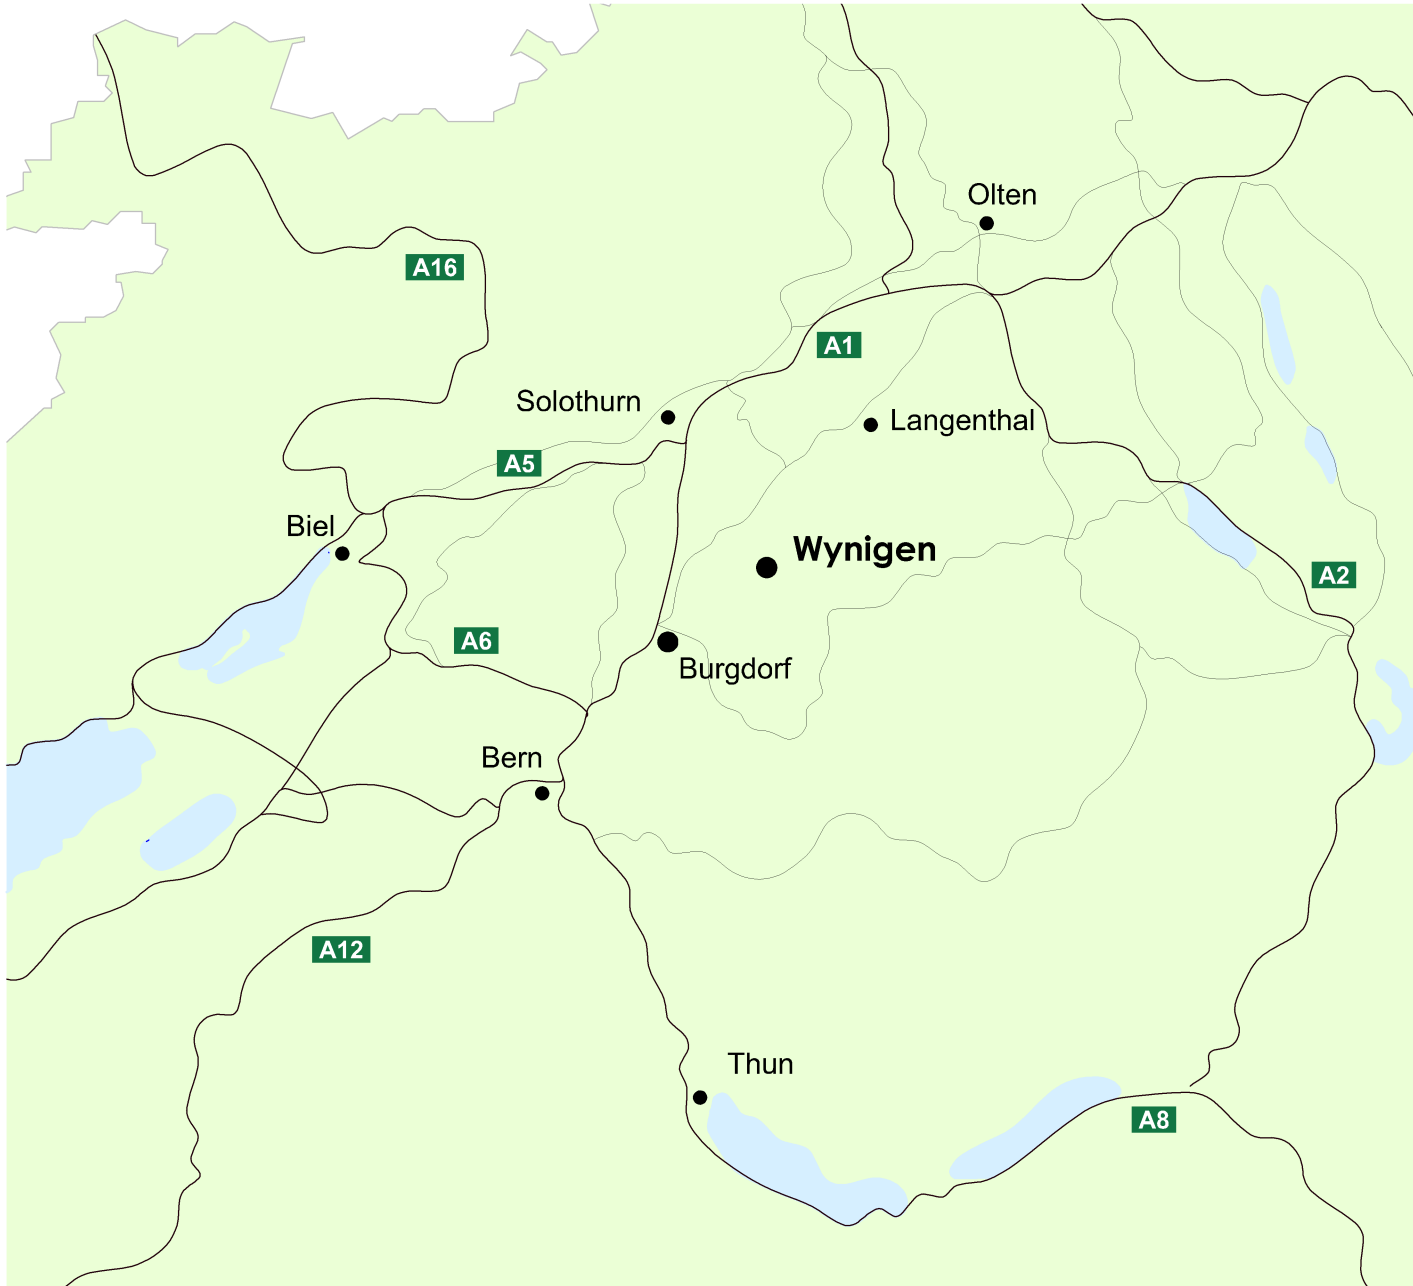 Olten
A16
A1
Solothurn
Langenthal
A5
Biel
Wynigen
A2
A6
Burgdorf
Bern
A12
Thun
A8